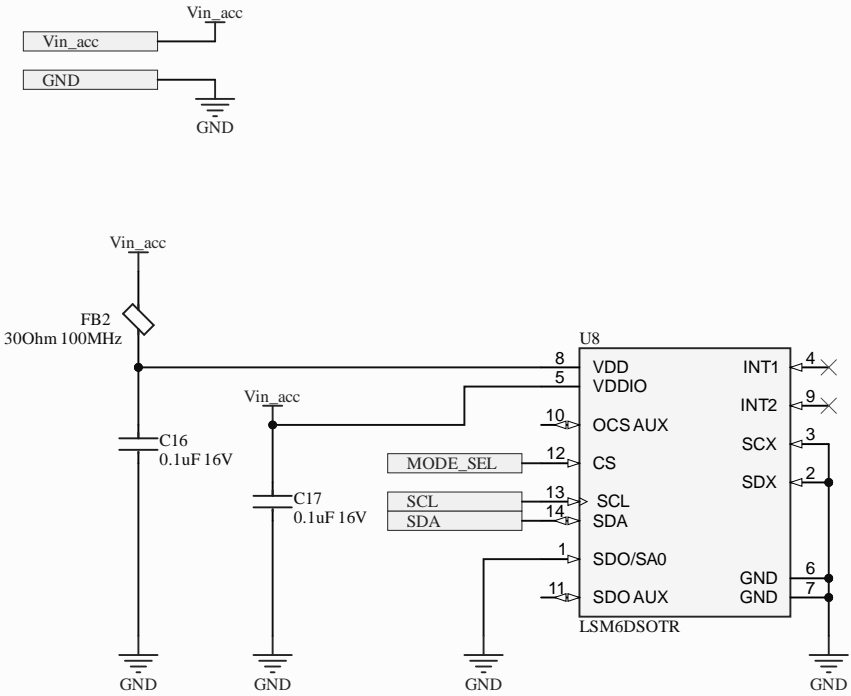 Vin_acc
Vin_acc
GND
GND
Vin_acc
FB2
30Ohm 100MHz
C16
0.1uF 16V
Vin_acc
C17
0.1uF 16V
U8
8 VDD
5 VDDIO
10 OCS AUX
MODE_SEL 12 CS
SCL 13 SCL
SDA 14 SDA
1 SDO/SA0
11 SDO AUX
INT1 4
INT2 9
SCX 3
SDX 2
GND 6
GND 7
LSM6DSOTR
GND
GND
GND
GND